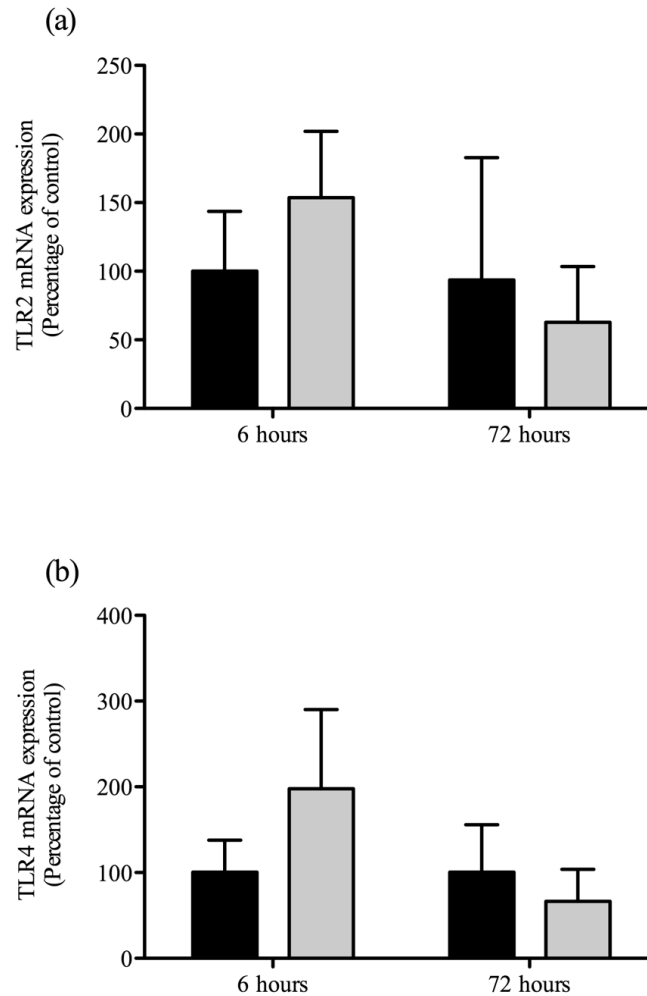 (a)
TLR2 mRNA expression
(Percentage of control)
250
200
150
100
50
0
6 hours
72 hours
(b)
TLR4 mRNA expression
(Percentage of control)
400
300
200
100
0
6 hours
72 hours